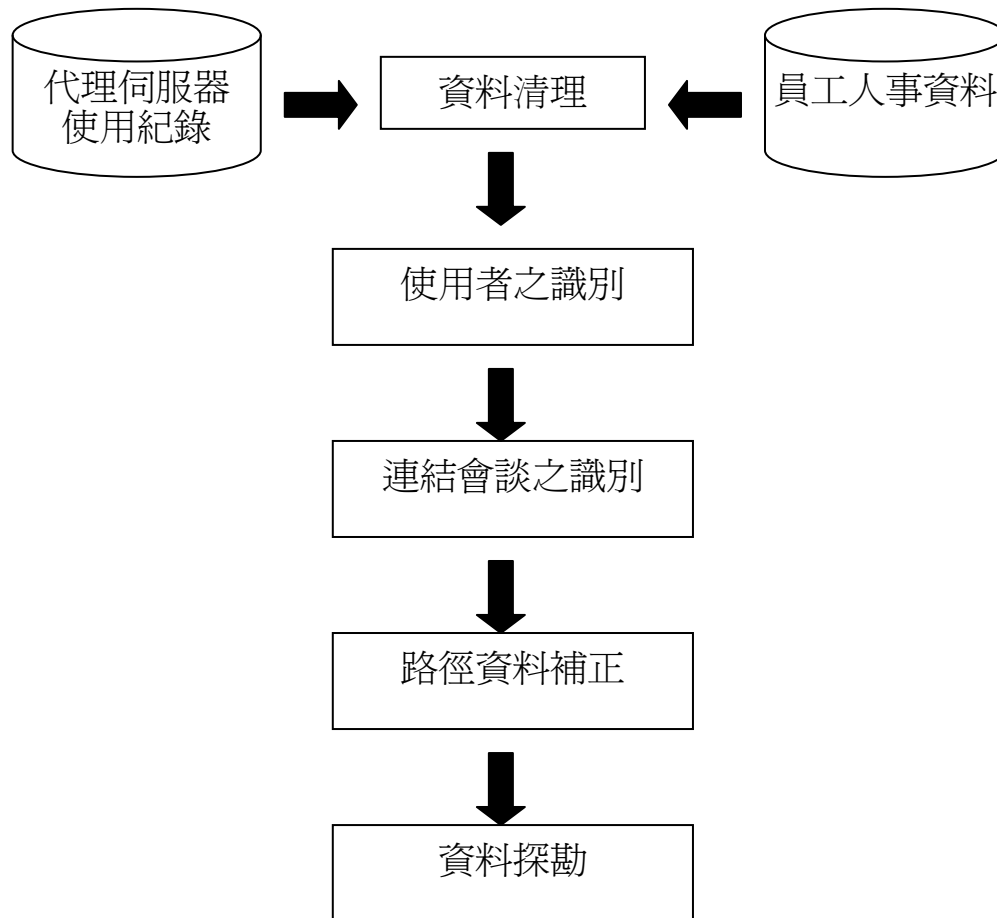 代理伺服器
使用紀錄
資料清理
員工人事資料
使用者之識別
連結會談之識別
路徑資料補正
資料探勘